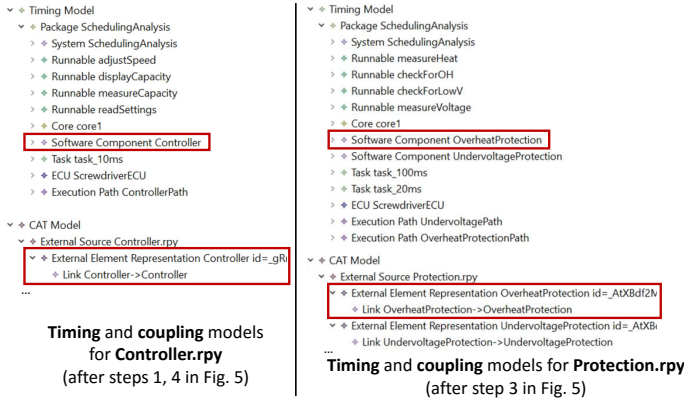 Timing Model
Package SchedulingAnalysis
System SchedulingAnalysis
Runnable adjustSpeed
Runnable displayCapacity
Runnable measureCapacity
Runnable readSettings
Core core1
Software Component Controller
Task task_10ms
ECU ScrewdriverECU
Execution Path ControllerPath
CAT Model
External Source Controller.rpy
External Element Representation Controller id=_gRr
Link Controller->Controller
...
Timing and coupling models
for Controller.rpy
(after steps 1, 4 in Fig. 5)
Timing Model
Package SchedulingAnalysis
System SchedulingAnalysis
Runnable measureHeat
Runnable checkForOH
Runnable checkForLowV
Runnable measureVoltage
Core core1
Software Component OverheatProtection
Software Component UndervoltageProtection
Task task_100ms
Task task_20ms
ECU ScrewdriverECU
Execution Path UndervoltagePath
Execution Path OverheatProtectionPath
CAT Model
External Source Protection.rpy
External Element Representation OverheatProtection id=_AtXBdf2M
Link OverheatProtection->OverheatProtection
External Element Representation UndervoltageProtection id=_AtXB
Link UndervoltageProtection->UndervoltageProtection
...
Timing and coupling models for Protection.rpy
(after step 3 in Fig. 5)